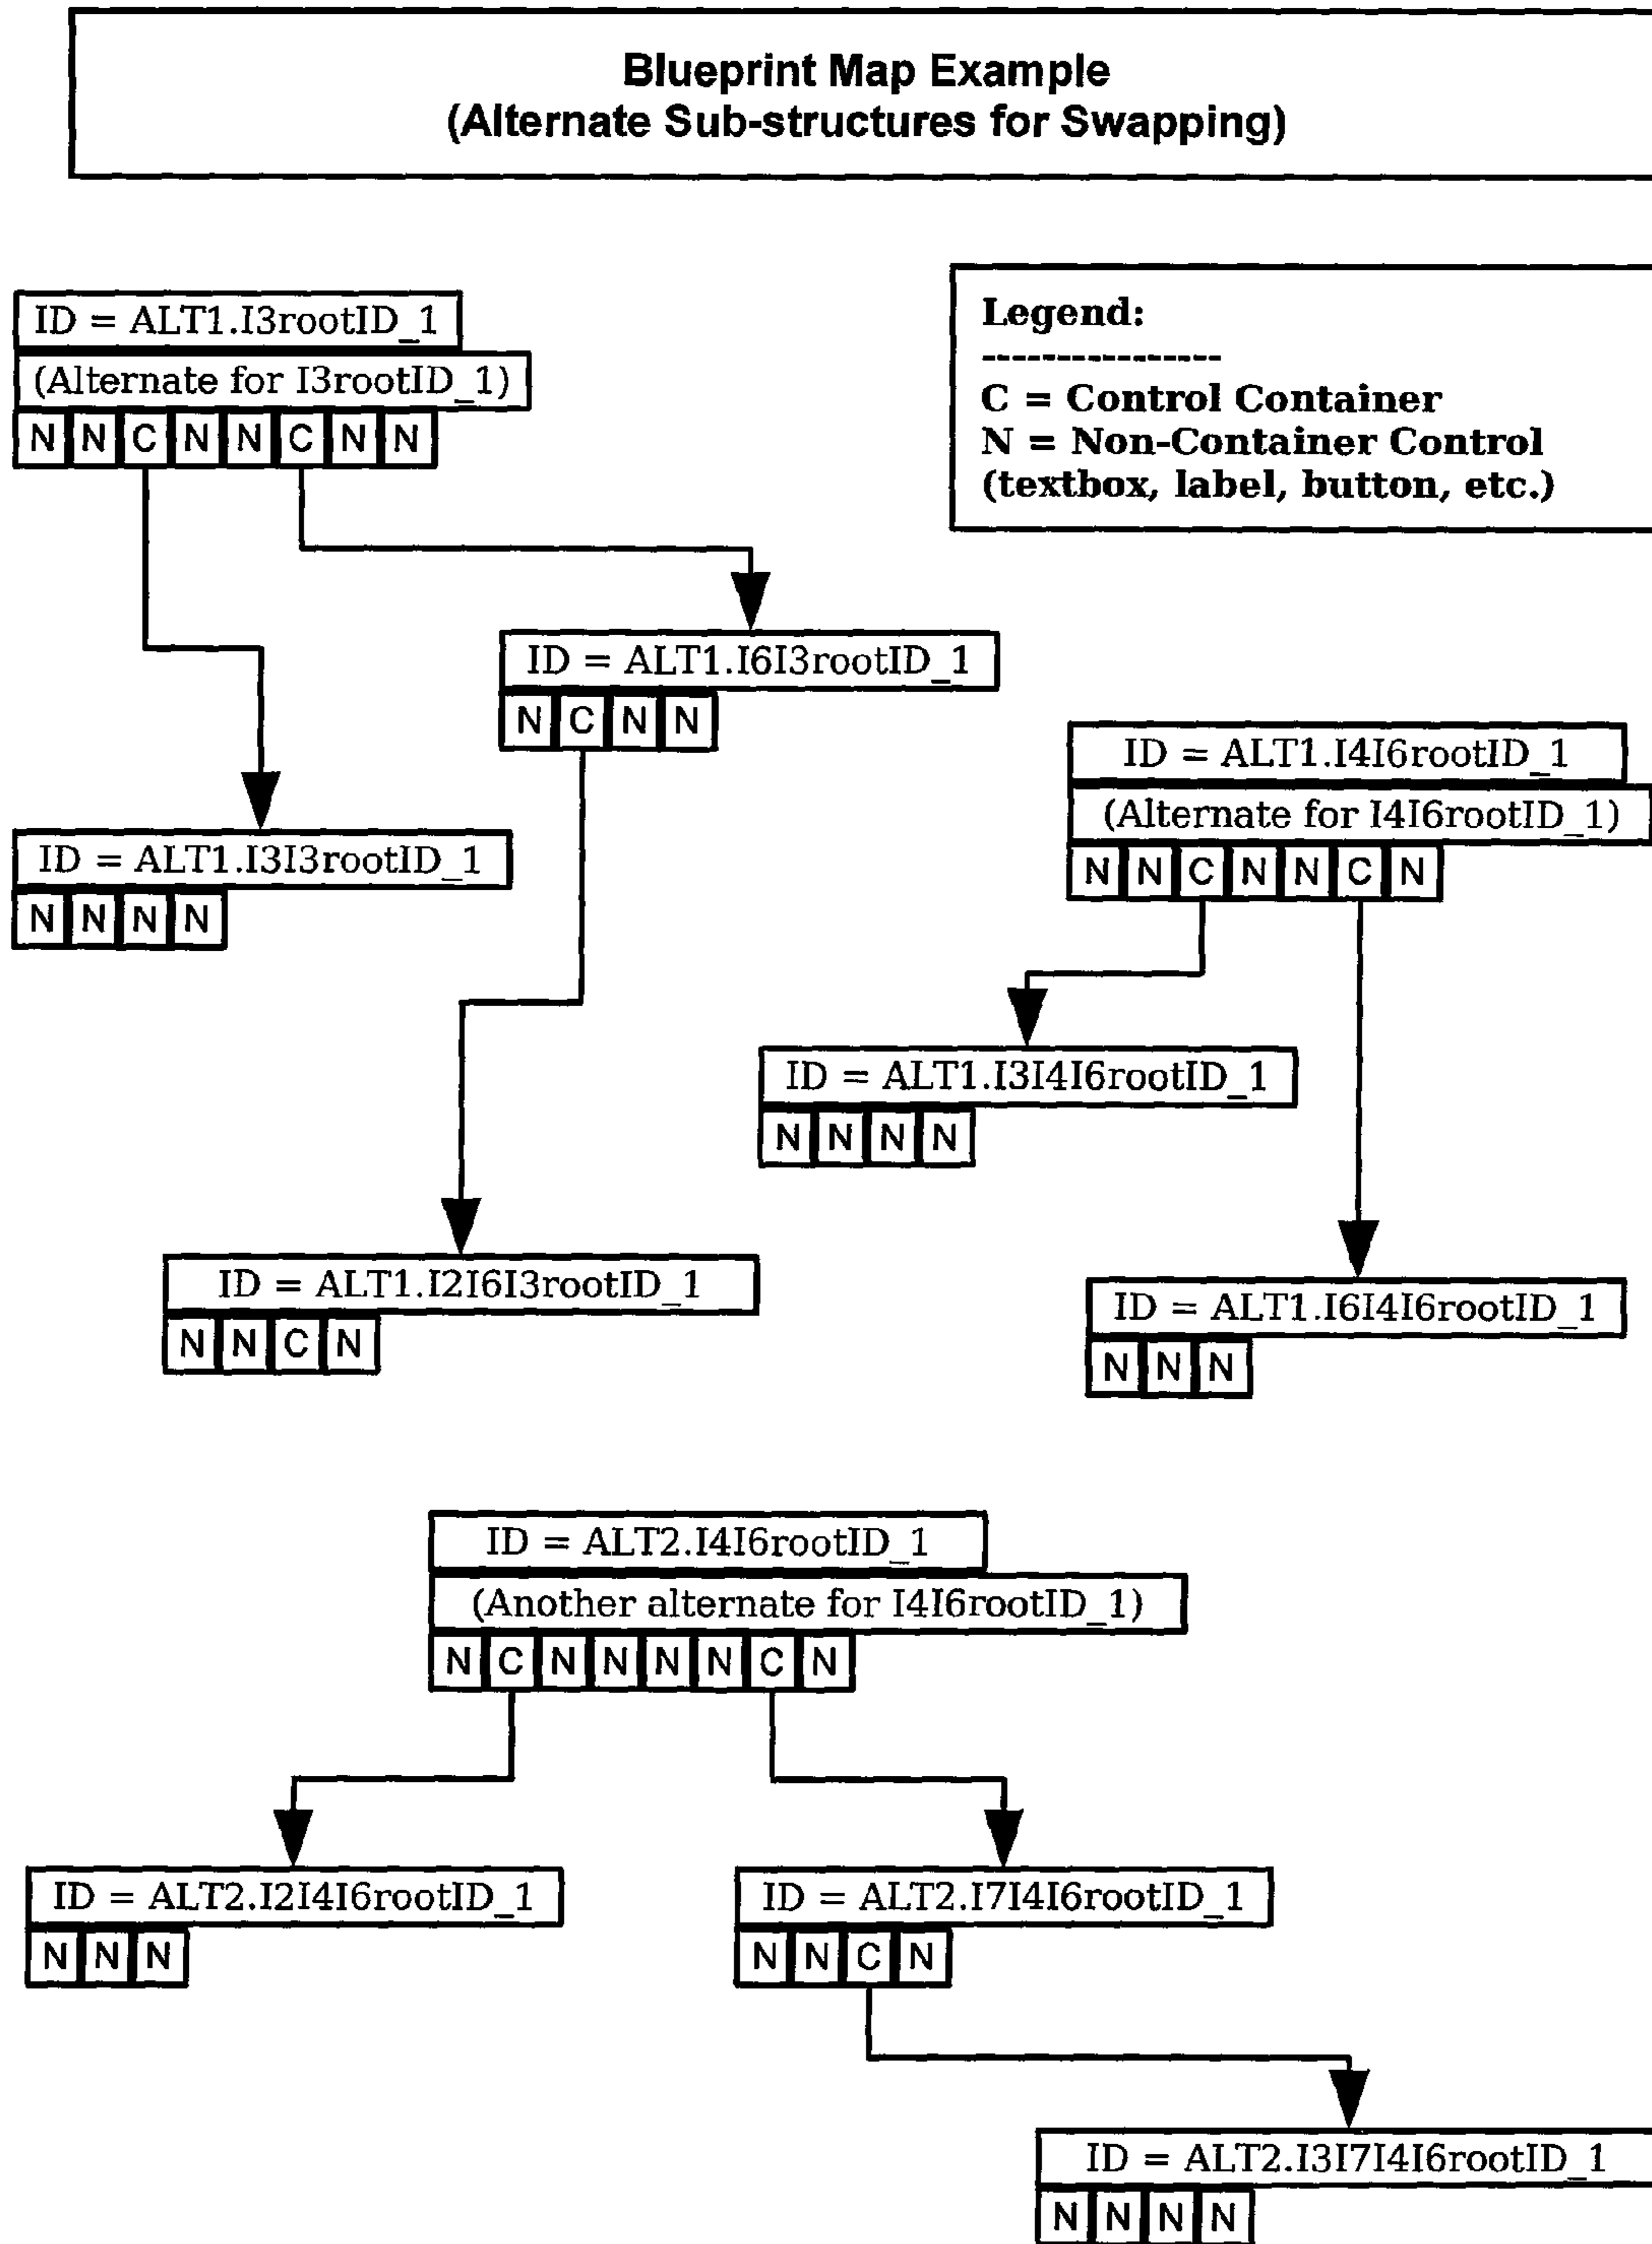 Blueprint Map Example
(Alternate Sub-structures for Swapping)
ID = ALT1.I3rootID_1
(Alternate for I3rootID_1)
N N C N N C N N
Legend:
----------------
C = Control Container
N = Non-Container Control
(textbox, label, button, etc.)
ID = ALT1.I6I3rootID_1
N C N N
ID = ALT1.I4I6rootID_1
(Alternate for I4I6rootID_1)
N N C N N C N
ID = ALT1.I3I3rootID_1
N N N N
ID = ALT1.I3I4I6rootID_1
N N N N
ID = ALT1.I2I6I3rootID_1
N N C N
ID = ALT1.I6I4I6rootID_1
N N N
ID = ALT2.I4I6rootID_1
(Another alternate for I4I6rootID_1)
N C N N N N C N
ID = ALT2.I2I4I6rootID_1
N N N
ID = ALT2.I7I4I6rootID_1
N N C N
ID = ALT2.I3I7I4I6rootID_1
N N N N